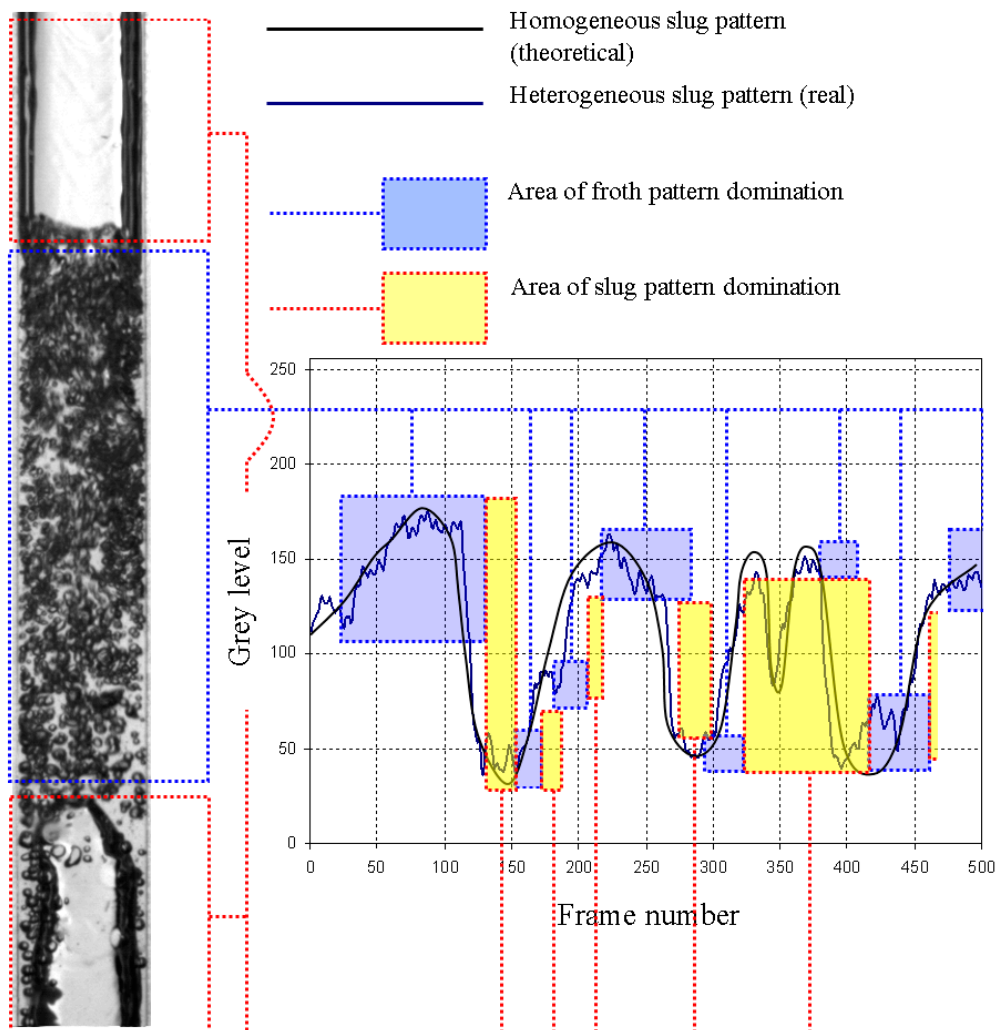 Homogeneous slug pattern
(theoretical)
Heterogeneous slug pattern (real)
Area of froth pattern domination
Area of slug pattern domination
250
200
150
100
50
0
Grey level
0 50 100 150 200 250 300 350 400 450 500
Frame number